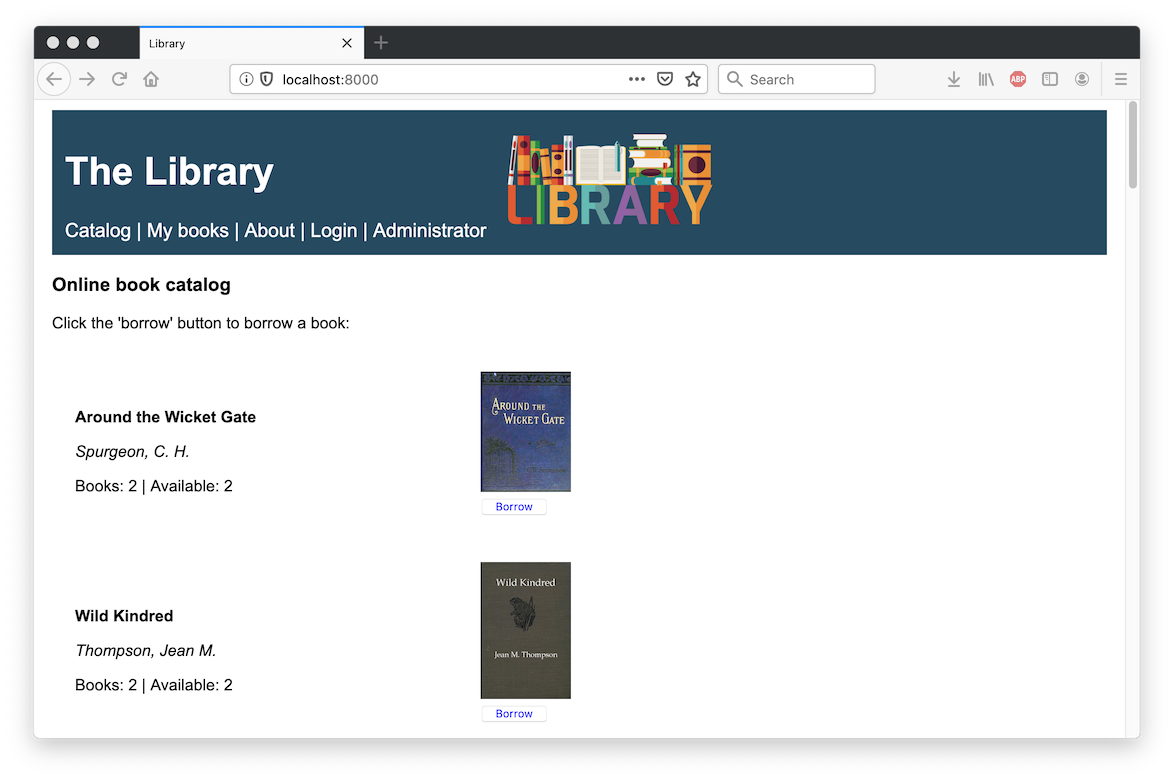 Library
localhost:8000
Search
ABP
The Library
LIBRARY
Catalog | My books | About | Login | Administrator
Online book catalog
Click the 'borrow' button to borrow a book:
Around the Wicket Gate
Spurgeon, C. H.
Books: 2 | Available: 2
AROUND THE
WICKET GATE
Borrow
Wild Kindred
Thompson, Jean M.
Books: 2 | Available: 2
Wild Kindred
Jean M. Thompson
Borrow